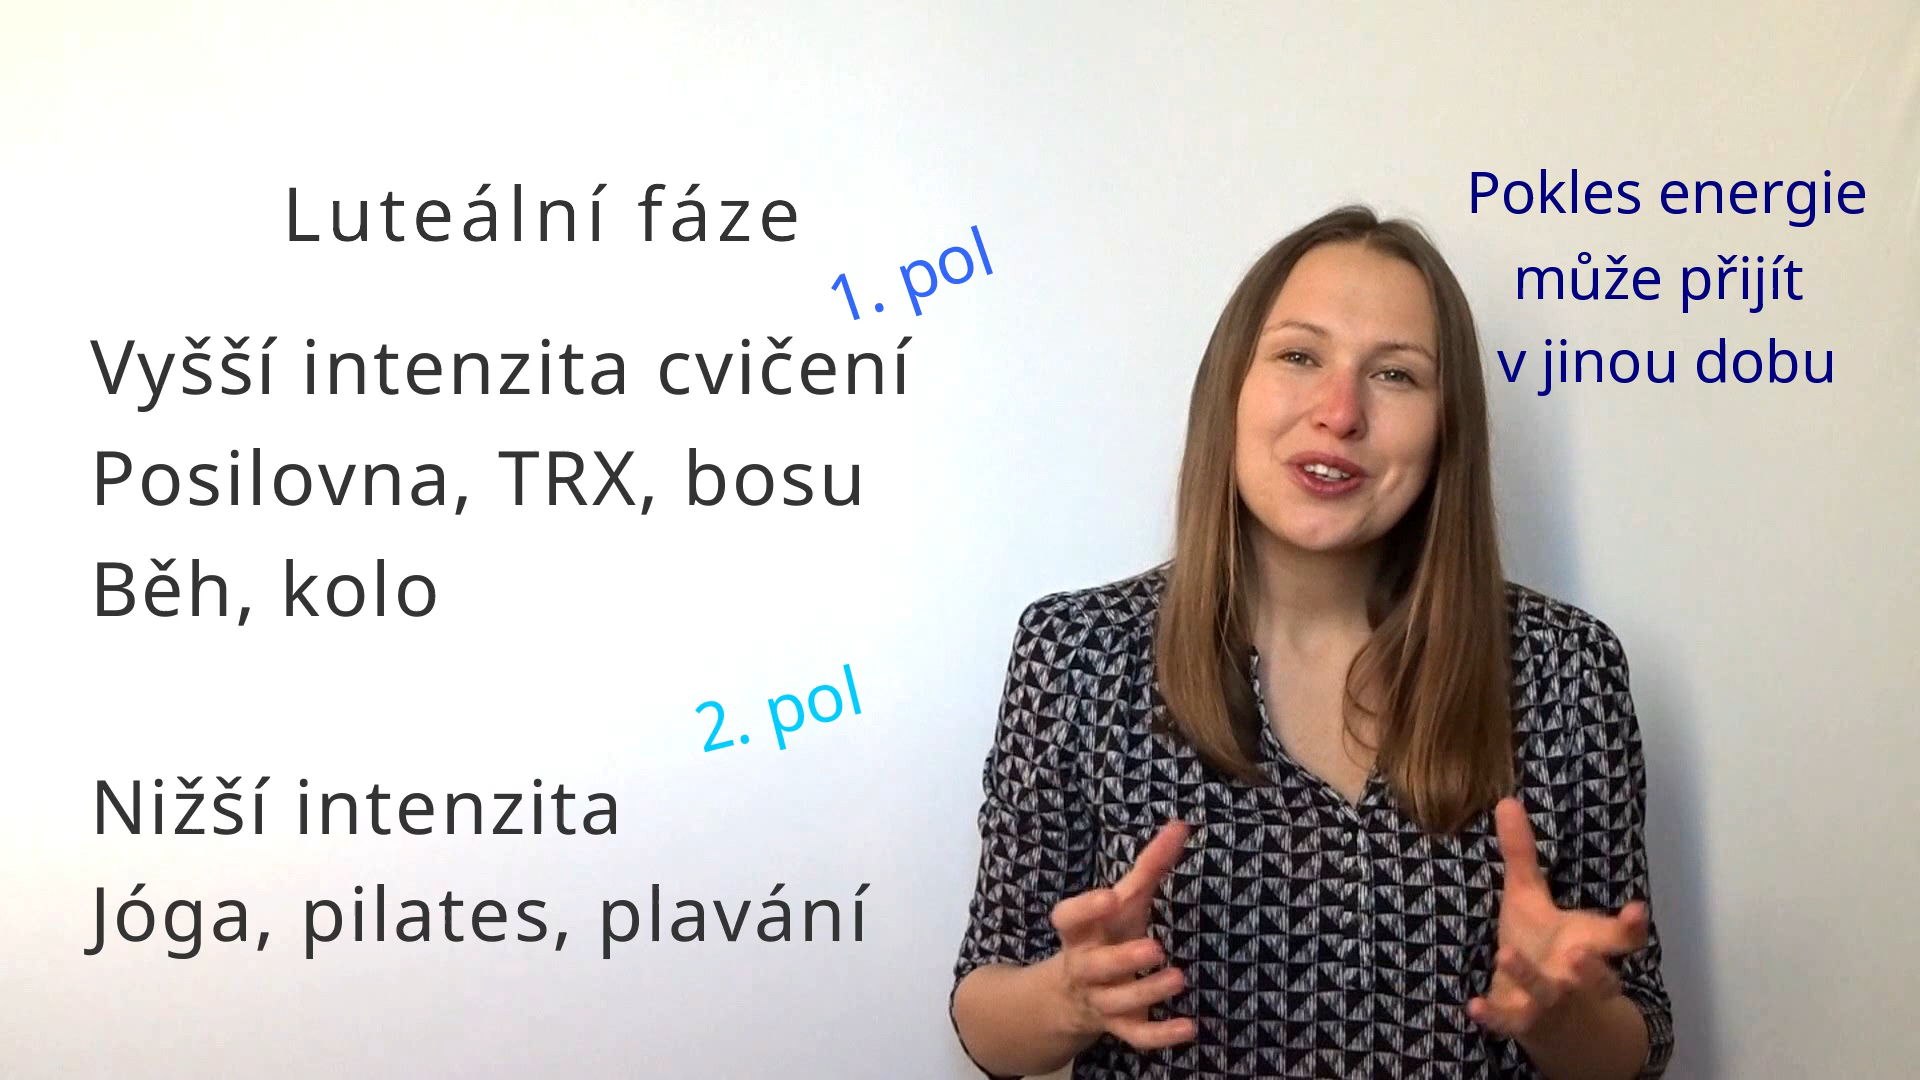 Luteální fáze
1. pol
Vyšší intenzita cvičení
Posilovna, TRX, bosu
Běh, kolo
2. pol
Nižší intenzita
Jóga, pilates, plavání
Pokles energie
může přijít
v jinou dobu